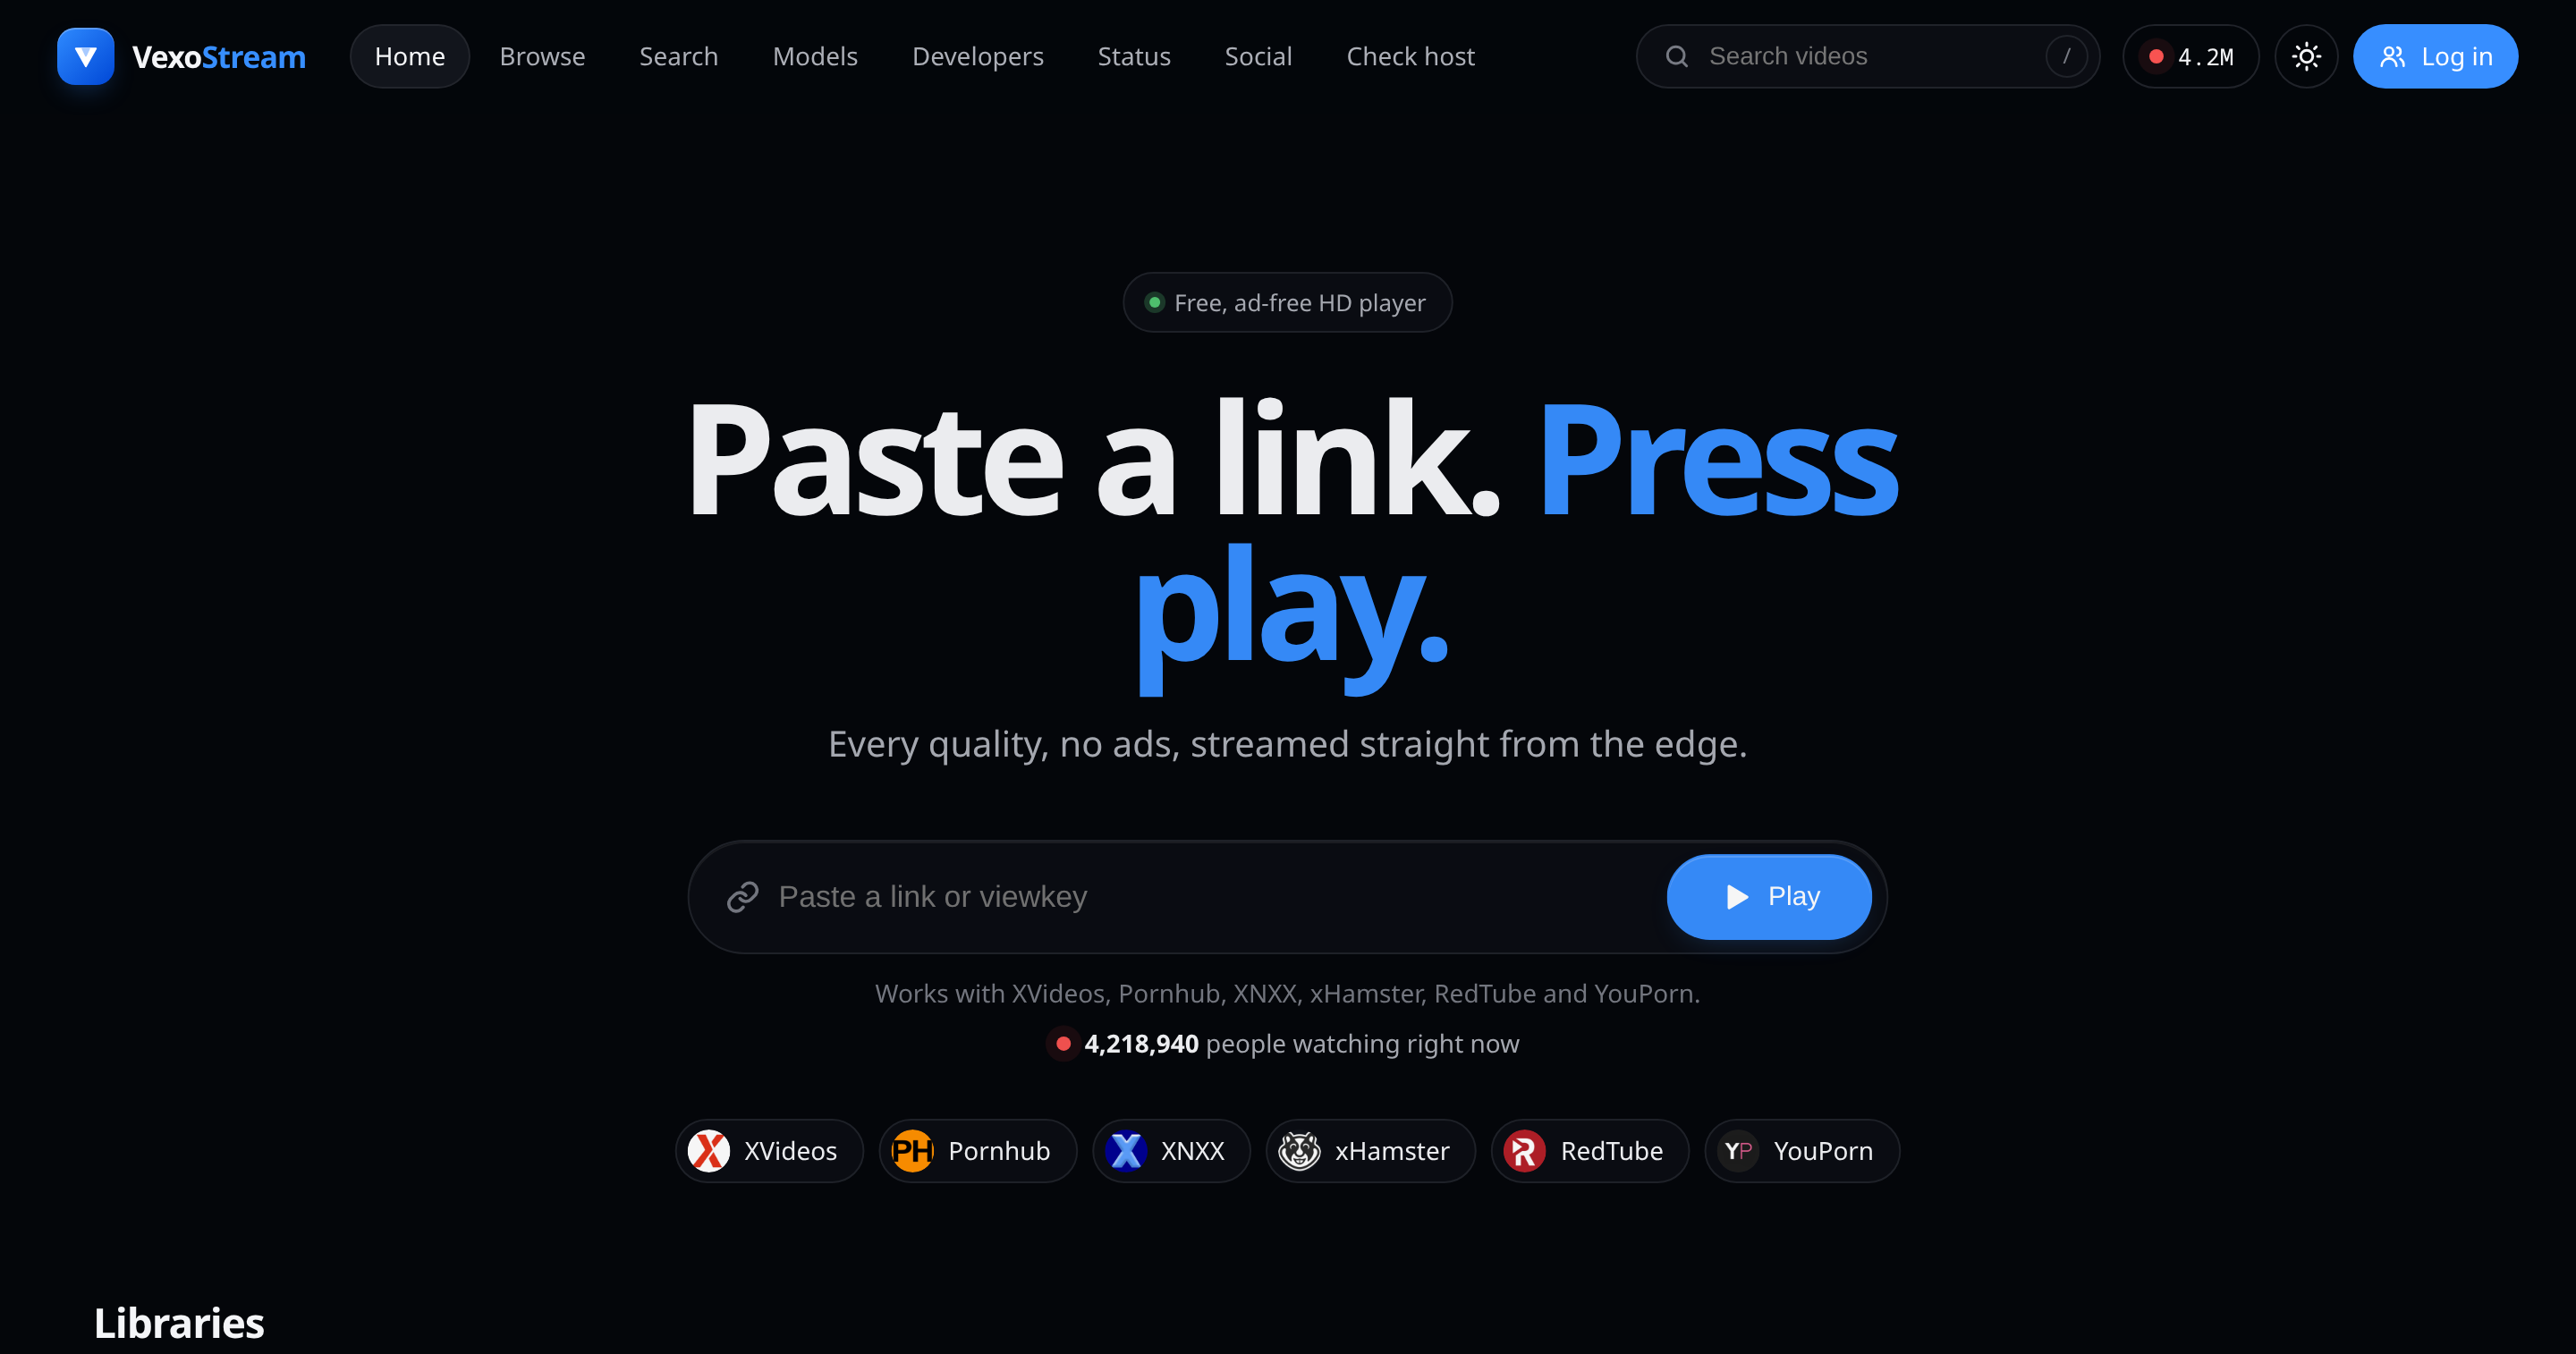 VexoStream
Home
Browse
Search
Models
Developers
Status
Social
Check host
Search videos
/
4.2M
Log in
Free, ad-free HD player
Paste a link. Press
play.
Every quality, no ads, streamed straight from the edge.
Paste a link or viewkey
Play
Works with XVideos, Pornhub, XNXX, xHamster, RedTube and YouPorn.
4,218,940 people watching right now
X XVideos
PH Pornhub
X XNXX
xHamster
R RedTube
YP YouPorn
Libraries